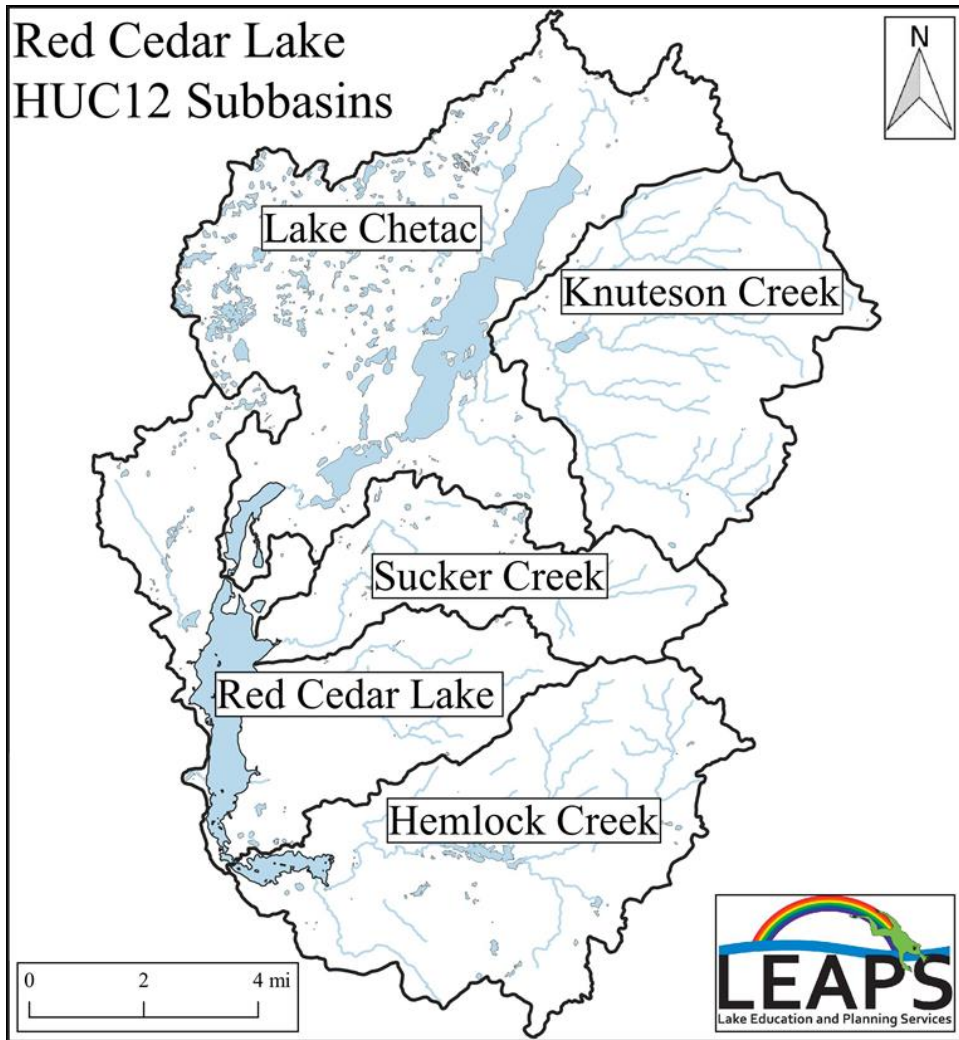 Red Cedar Lake
HUC12 Subbasins
N
Lake Chetac
Knuteson Creek
Sucker Creek
Red Cedar Lake
Hemlock Creek
0 2 4 mi
LEAPS
Lake Education and Planning Services